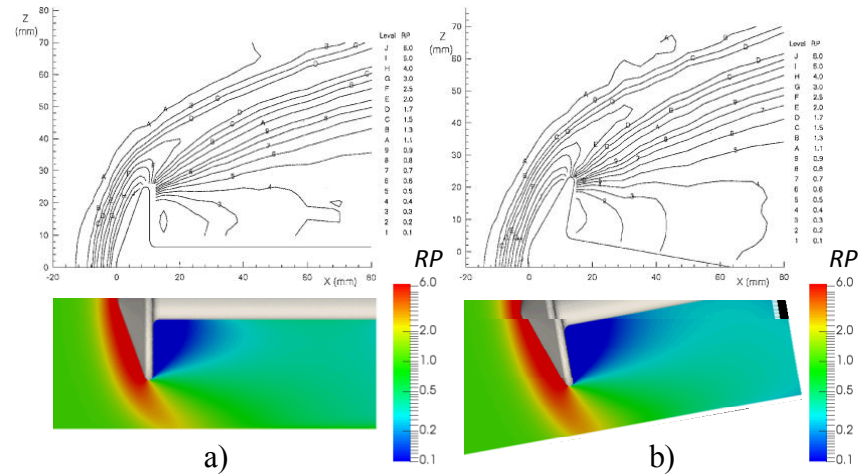 Z
(mm)
70
60
50
40
30
20
10
0
-20
0
20
40
60
80
X (mm)
Level RP
J 6.0
I 5.0
H 4.0
G 3.0
F 2.5
E 2.0
D 1.7
C 1.5
B 1.3
A 1.1
9 0.9
8 0.8
7 0.7
6 0.6
5 0.5
4 0.4
3 0.3
2 0.2
1 0.1
RP
6.0
2.0
1.0
0.5
0.2
0.1
a)
Z
(mm)
70
60
50
40
30
20
10
0
-20
0
20
40
60
80
X (mm)
Level RP
J 6.0
I 5.0
H 4.0
G 3.0
F 2.5
E 2.0
D 1.7
C 1.5
B 1.3
A 1.1
9 0.9
8 0.8
7 0.7
6 0.6
5 0.5
4 0.4
3 0.3
2 0.2
1 0.1
RP
6.0
2.0
1.0
0.5
0.2
0.1
b)